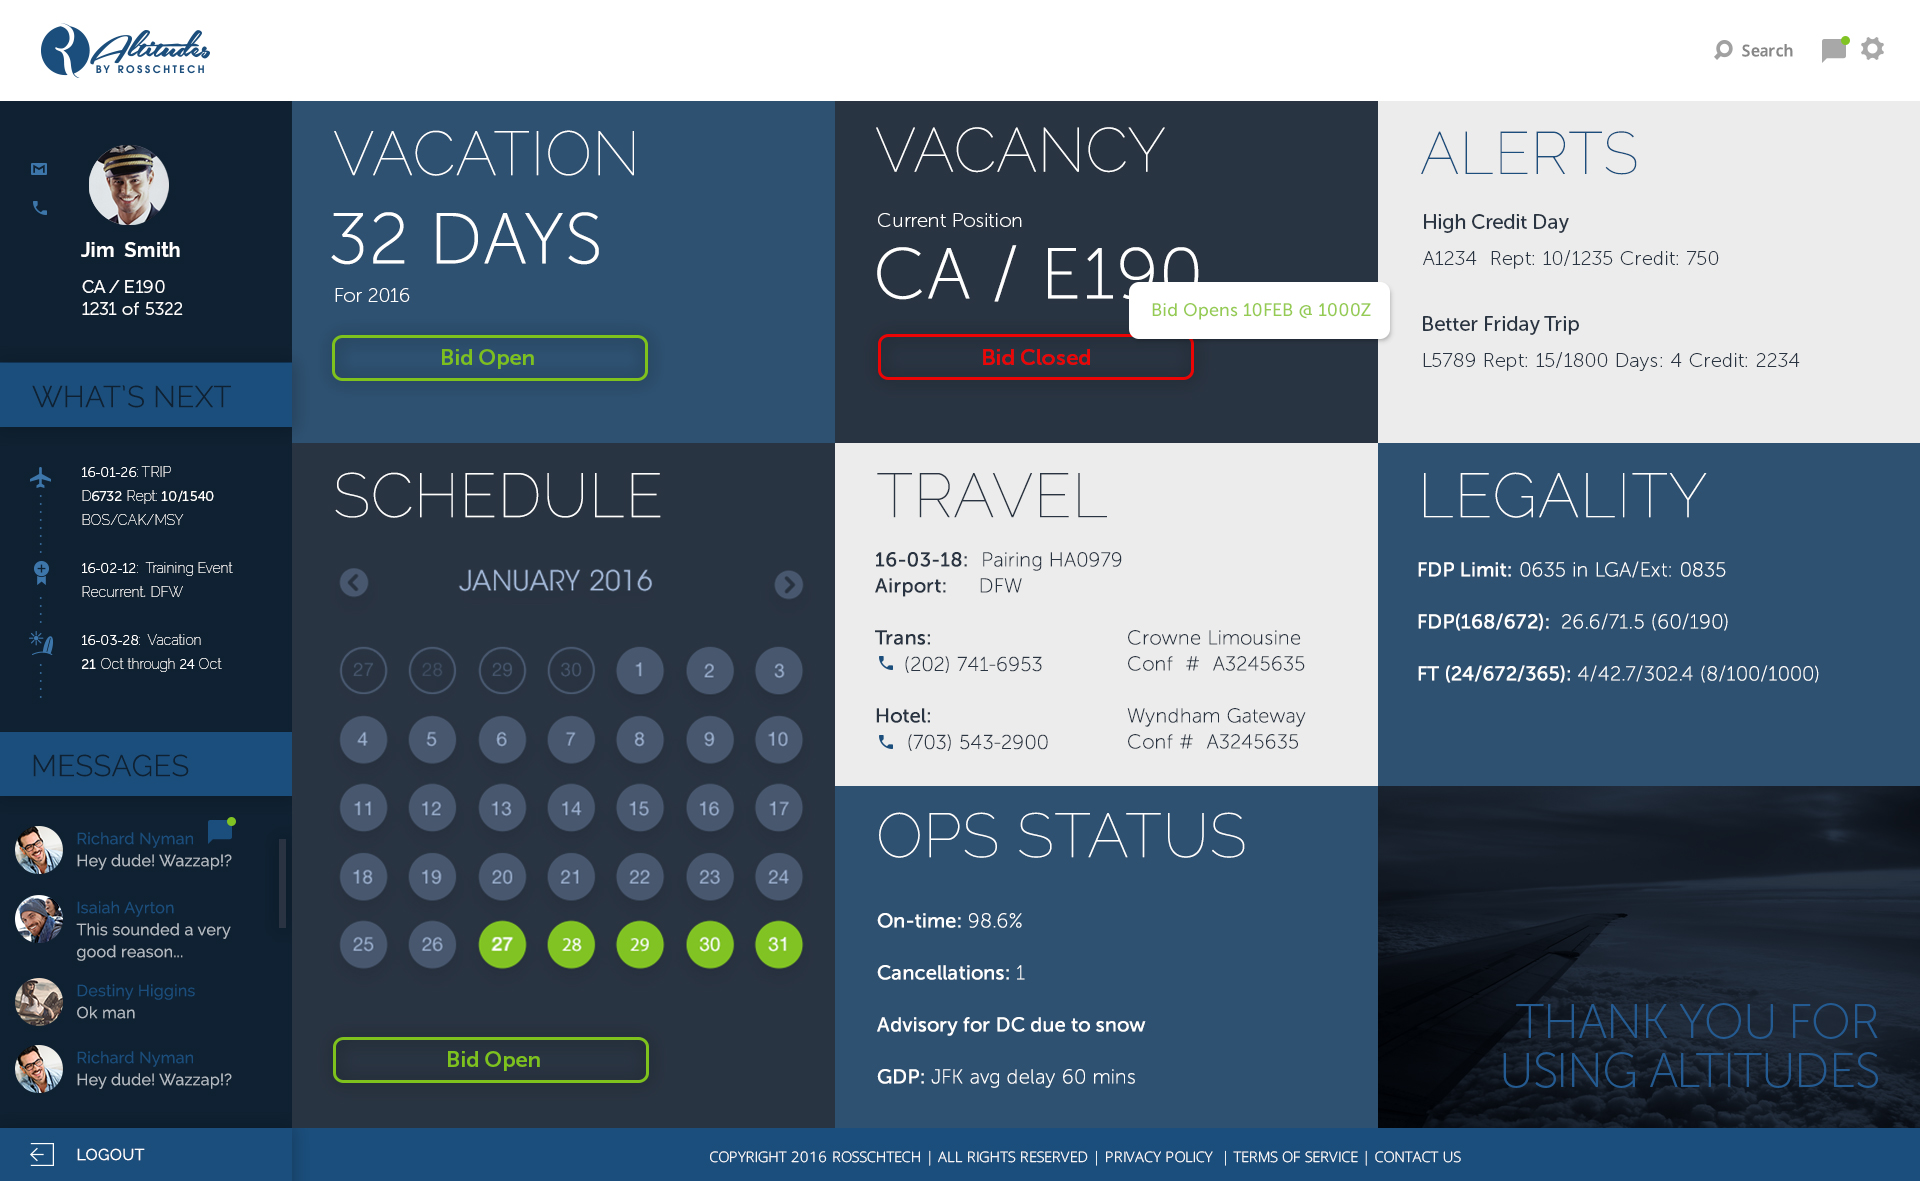 Altitudes
BY ROSSCHTECH
Search
Jim Smith
CA / E190
1231 of 5322
WHAT'S NEXT
16-01-26: TRIP
D6732 Rept: 10/1540
BOS/CAK/MSY
16-02-12: Training Event
Recurrent. DFW
16-03-28: Vacation
21 Oct through 24 Oct
MESSAGES
Richard Nyman
Hey dude! Wazzap!?
Isaiah Ayrton
This sounded a very
good reason...
Destiny Higgins
Ok man
Richard Nyman
Hey dude! Wazzap!?
LOGOUT
VACATION
32 DAYS
For 2016
Bid Open
VACANCY
Current Position
CA / E190
Bid Opens 10FEB @ 1000Z
Bid Closed
ALERTS
High Credit Day
A1234 Rept: 10/1235 Credit: 750
Better Friday Trip
L5789 Rept: 15/1800 Days: 4 Credit: 2234
SCHEDULE
JANUARY 2016
27 28 29 30 1 2 3
4 5 6 7 8 9 10
11 12 13 14 15 16 17
18 19 20 21 22 23 24
25 26 27 28 29 30 31
Bid Open
TRAVEL
16-03-18: Pairing HA0979
Airport: DFW
Trans: Crowne Limousine
(202) 741-6953 Conf # A3245635
Hotel: Wyndham Gateway
(703) 543-2900 Conf # A3245635
LEGALITY
FDP Limit: 0635 in LGA/Ext: 0835
FDP(168/672): 26.6/71.5 (60/190)
FT (24/672/365): 4/42.7/302.4 (8/100/1000)
OPS STATUS
On-time: 98.6%
Cancellations: 1
Advisory for DC due to snow
GDP: JFK avg delay 60 mins
THANK YOU FOR
USING ALTITUDES
COPYRIGHT 2016 ROSSCHTECH | ALL RIGHTS RESERVED | PRIVACY POLICY | TERMS OF SERVICE | CONTACT US